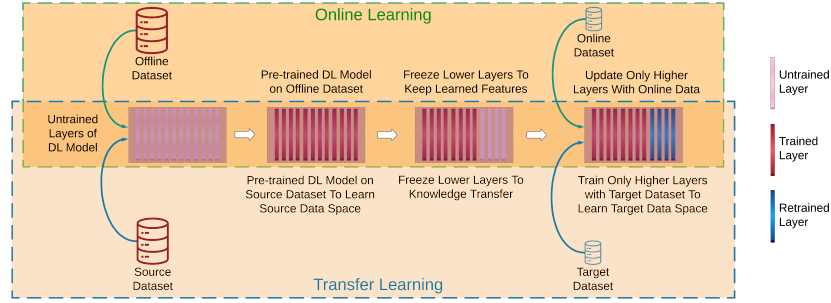 Online Learning
Offline
Dataset
Online
Dataset
Pre-trained DL Model
on Offline Dataset
Freeze Lower Layers To
Keep Learned Features
Update Only Higher
Layers With Online Data
Untrained
Layers of
DL Model
Pre-trained DL Model on
Source Dataset To Learn
Source Data Space
Freeze Lower Layers To
Knowledge Transfer
Train Only Higher Layers
with Target Dataset To
Learn Target Data Space
Source
Dataset
Target
Dataset
Transfer Learning
Untrained
Layer
Trained
Layer
Retrained
Layer